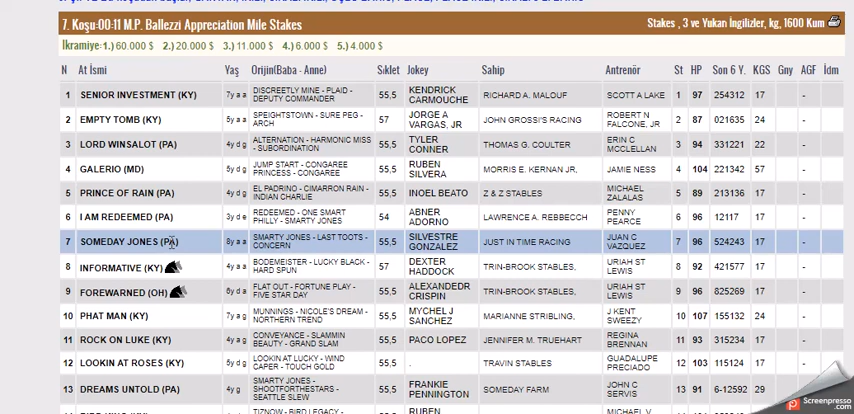 7. Koşu:00:11 M.P. Ballezzi Appreciation Mile Stakes
Stakes , 3 ve Yukarı İngilizler, kg, 1600 Kum
İkramiye:1.) 60.000 $ 2.) 20.000 $ 3.) 11.000 $ 4.) 6.000 $ 5.) 4.000 $
N At İsmi Yaş Orijin(Baba - Anne) Sıklet Jokey Sahip Antrenör St HP Son 6 Y. KGS Gny AGF İdm
1 SENIOR INVESTMENT (KY) 7y a a DISCREETLY MINE - PLAID - DEPUTY COMMANDER 55,5 KENDRICK CARMOUCHE RICHARD A. MALOUF SCOTT A LAKE 1 97 254312 17 -
2 EMPTY TOMB (KY) 5y a g SPEIGHTSTOWN - SURE PEG - ARCH 57 JORGE A VARGAS, JR JOHN GROSSI'S RACING ROBERT N FALCONE, JR 2 87 021635 24 -
3 LORD WINSALOT (PA) 4y d g ALTERNATION - HARMONIC MISS - SUBORDINATION 55,5 TYLER CONNER THOMAS G. COULTER ERIN C MCCLELLAN 3 94 331221 22 -
4 GALERIO (MD) 5y d g JUMP START - CONGAREE PRINCESS - CONGAREE 55,5 RUBEN SILVERA MORRIS E. KERNAN JR, JAMIE NESS 4 104 221342 57 -
5 PRINCE OF RAIN (PA) 4y d g EL PADRINO - CIMARRON RAIN - INDIAN CHARLIE 55,5 INOEL BEATO Z & Z STABLES MICHAEL ZALALAS 5 89 213136 17 -
6 I AM REDEEMED (PA) 3y d e REDEEMED - ONE SMART PHILLY - SMARTY JONES 54 ABNER ADORNO LAWRENCE A. REBBECCH PENNY PEARCE 6 96 12117 17 -
7 SOMEDAY JONES (PA) 8y a a SMARTY JONES - LAST TOOTS - CONCERN 55,5 SILVESTRE GONZALEZ JUST IN TIME RACING JUAN C VAZQUEZ 7 96 524243 17 -
8 INFORMATIVE (KY) 4y a a BODEMEISTER - LUCKY BLACK - HARD SPUN 57 DEXTER HADDOCK TRIN-BROOK STABLES, URIAH ST LEWIS 8 92 421577 17 -
9 FOREWARNED (OH) 6y d a FLAT OUT - FORTUNE PLAY - FIVE STAR DAY 55,5 ALEXANDEDR CRISPIN TRIN-BROOK STABLES, URIAH ST LEWIS 9 96 825269 17 -
10 PHAT MAN (KY) 7y a g MUNNINGS - NICOLE'S DREAM - NORTHERN TREND 55,5 MYCHEL J SANCHEZ MARIANNE STRIBLING, J KENT SWEEZY 10 107 155132 24 -
11 ROCK ON LUKE (KY) 4y a g CONVEYANCE - SLAMMIN BEAUTY - GRAND SLAM 55,5 PACO LOPEZ JENNIFER M. TRUEHART REGINA BRENNAN 11 93 315234 17 -
12 LOOKIN AT ROSES (KY) 5y d g LOOKIN AT LUCKY - WIND CAPER - TOUCH GOLD 55,5 . TRAVIN STABLES GUADALUPE PRECIADO 12 103 115124 17 -
13 DREAMS UNTOLD (PA) 4y g SMARTY JONES - SHOOTFORTHESTARS - SEATTLE SLEW 55,5 FRANKIE PENNINGTON SOMEDAY FARM JOHN C SERVIS 13 91 6-12592 24 -
TIZNOW - BIRD LEGACY - RUBEN MICHAEL
Screenpresso
.com